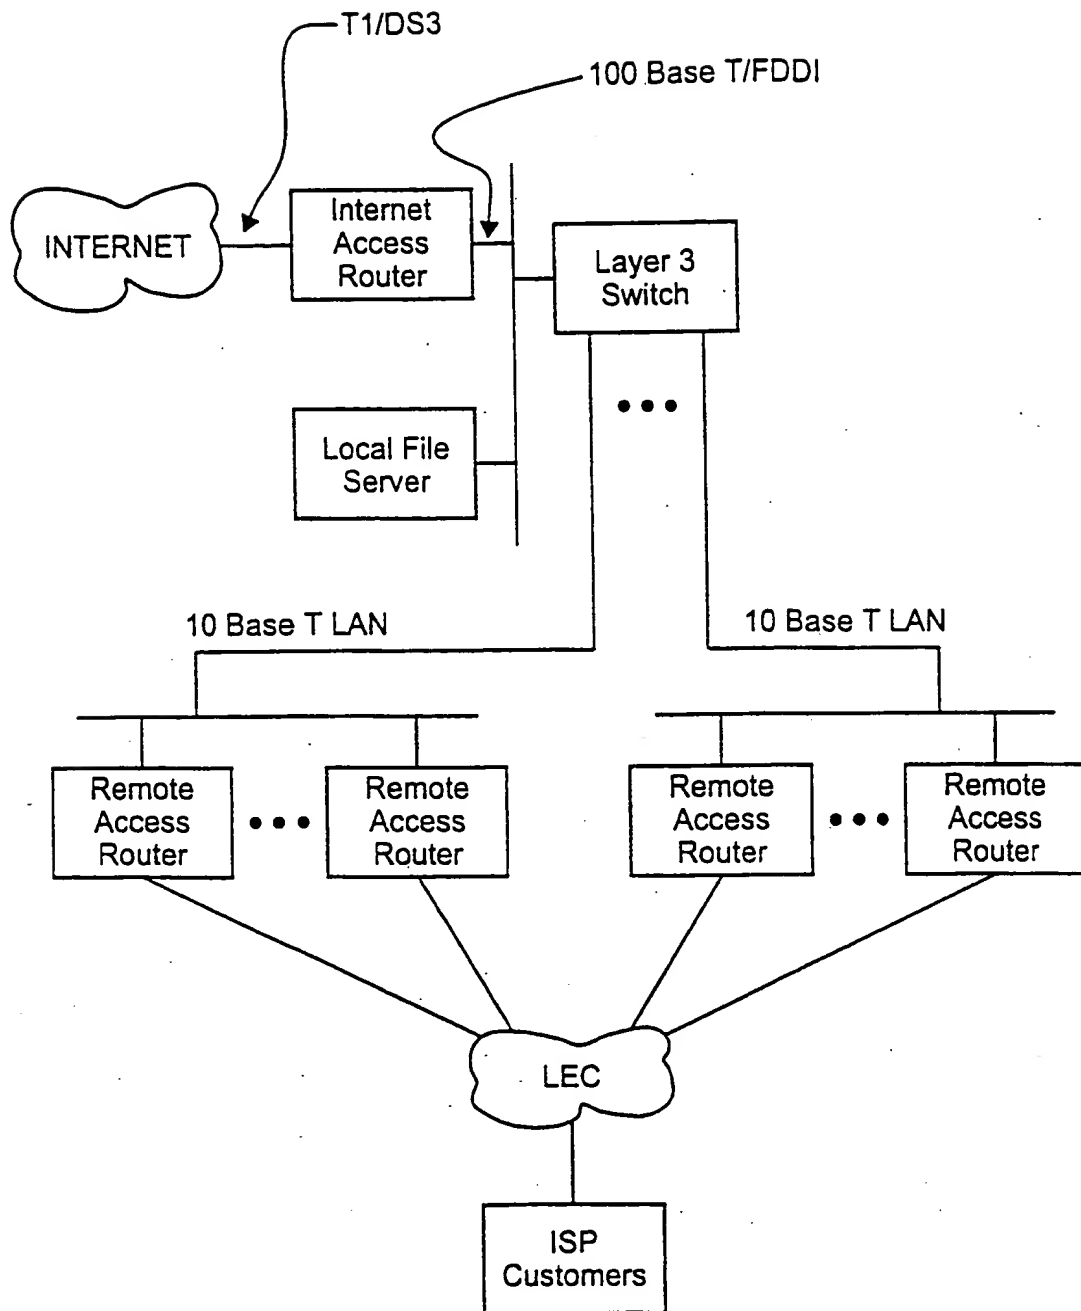 T1/DS3
100 Base T/FDDI
INTERNET
Internet
Access
Router
Layer 3
Switch
Local File
Server
10 Base T LAN
10 Base T LAN
Remote
Access
Router
Remote
Access
Router
Remote
Access
Router
Remote
Access
Router
LEC
ISP
Customers